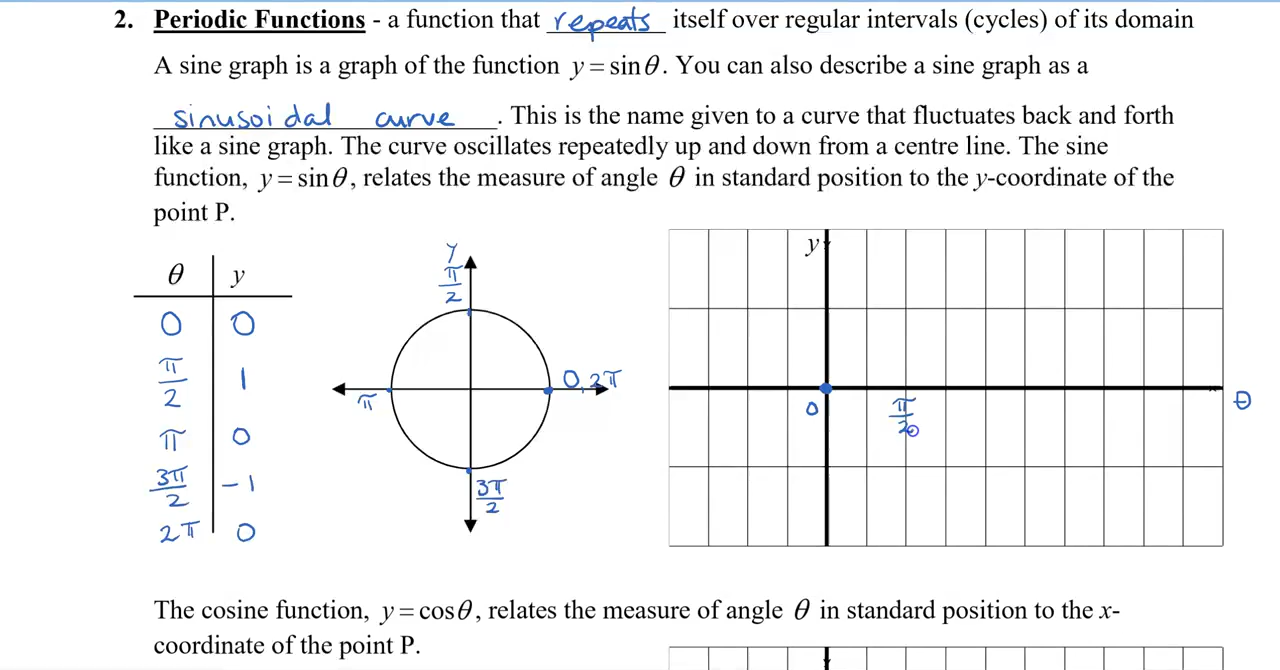 2. Periodic Functions - a function that repeats itself over regular intervals (cycles) of its domain
A sine graph is a graph of the function y = sinθ. You can also describe a sine graph as a
sinusoidal curve. This is the name given to a curve that fluctuates back and forth
like a sine graph. The curve oscillates repeatedly up and down from a centre line. The sine
function, y = sinθ, relates the measure of angle θ in standard position to the y-coordinate of the
point P.
θ y
0 0
π/2 1
π 0
3π/2 -1
2π 0
y
π/2
0, 2π
π
3π/2
y
θ
0
π/2
The cosine function, y = cosθ, relates the measure of angle θ in standard position to the x-
coordinate of the point P.